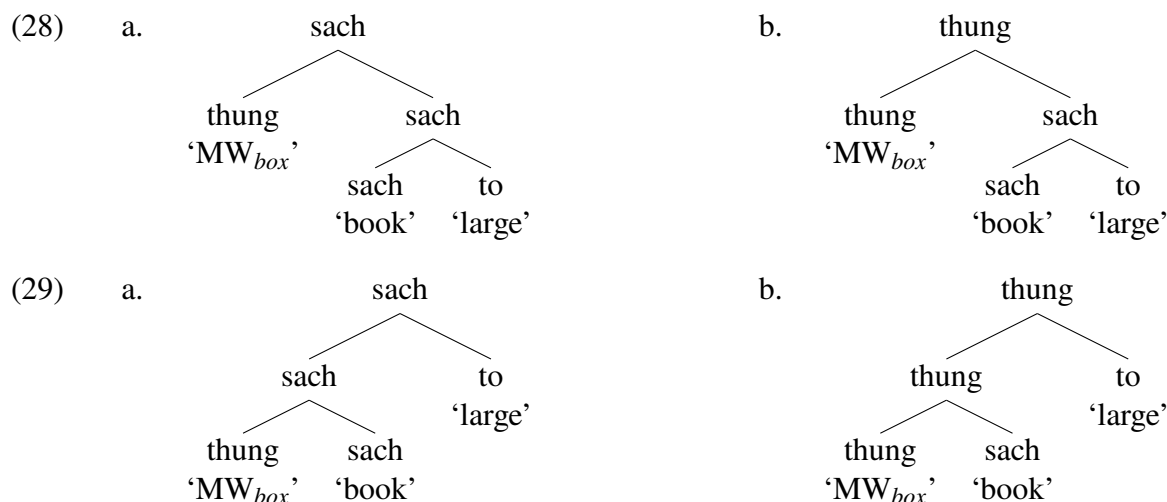 (28) a. sach b. thung
thung sach thung sach
‘MWbox’ ‘MWbox’
sach to sach to
‘book’ ‘large’ ‘book’ ‘large’
(29) a. sach b. thung
sach to thung to
‘large’ ‘large’
thung sach thung sach
‘MWbox’ ‘book’ ‘MWbox’ ‘book’